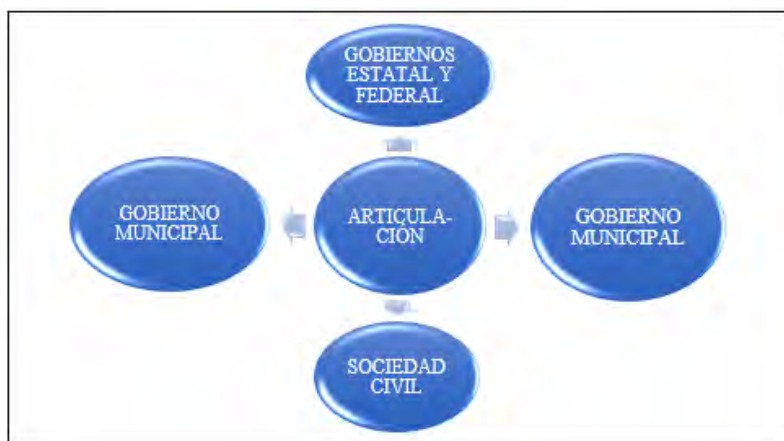 GOBIERNOS
ESTATAL Y
FEDERAL
GOBIERNO
MUNICIPAL
ARTICULA-
CIÓN
GOBIERNO
MUNICIPAL
SOCIEDAD
CIVIL